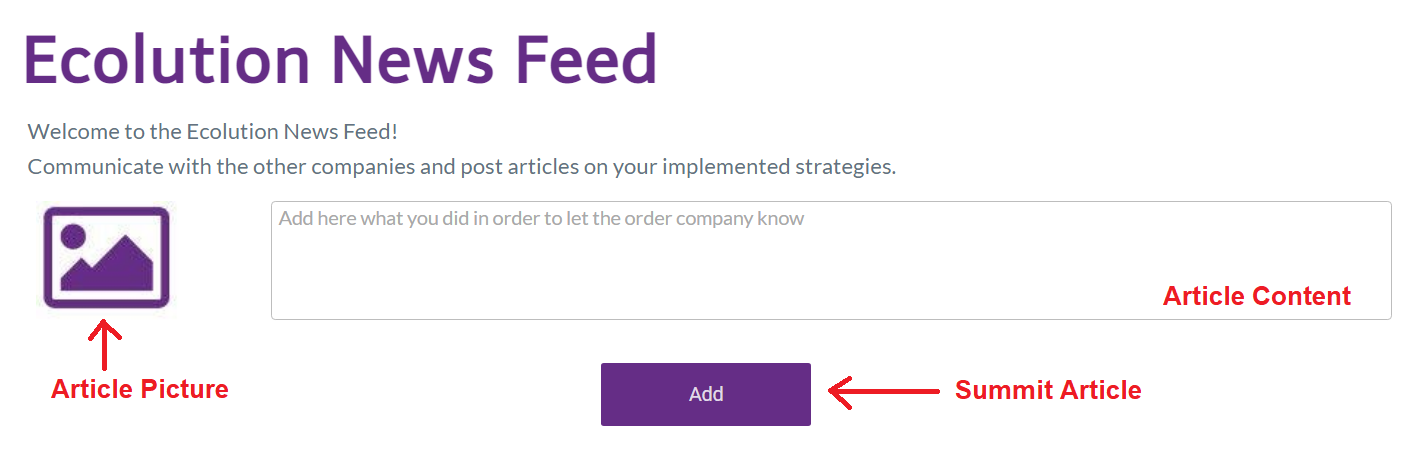 Ecolution News Feed
Welcome to the Ecolution News Feed!
Communicate with the other companies and post articles on your implemented strategies.
Add here what you did in order to let the order company know
Article Content
Article Picture
Add
Summit Article